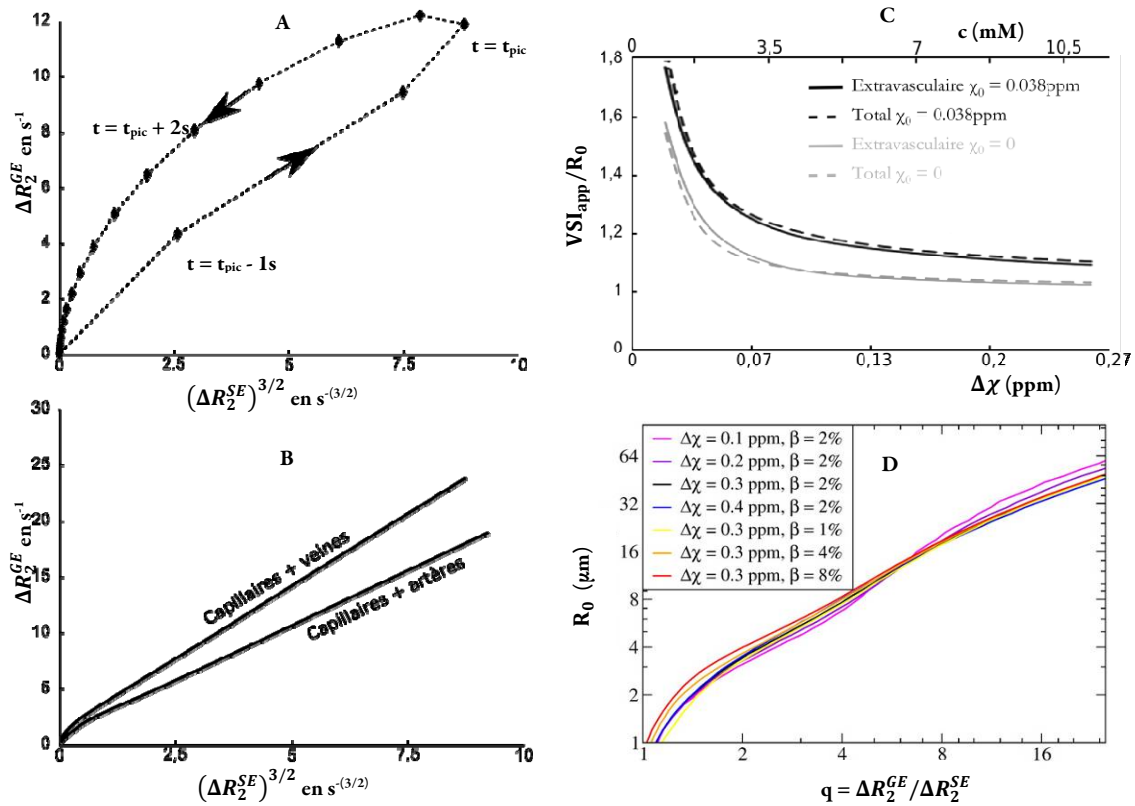 A
12
10
8
6
4
2
0
0
2.5
5
7.5
10
t = t_pic
t = t_pic + 2s
t = t_pic - 1s
ΔR₂^GE en s⁻¹
(ΔR₂^SE)^3/2 en s^-(3/2)
C
c (mM)
0
3,5
7
10,5
1,8
1,6
1,4
1,2
1
0
Extravasculaire χ₀ = 0.038ppm
Total χ₀ = 0.038ppm
Extravasculaire χ₀ = 0
Total χ₀ = 0
VSI_app/R₀
0
0,07
0,13
0,2
0,27
Δχ (ppm)
B
30
25
20
15
10
5
0
0
2.5
5
7.5
10
Capillaires + veines
Capillaires + artères
ΔR₂^GE en s⁻¹
(ΔR₂^SE)^3/2 en s^-(3/2)
D
Δχ = 0.1 ppm, β = 2%
Δχ = 0.2 ppm, β = 2%
Δχ = 0.3 ppm, β = 2%
Δχ = 0.4 ppm, β = 2%
Δχ = 0.3 ppm, β = 1%
Δχ = 0.3 ppm, β = 4%
Δχ = 0.3 ppm, β = 8%
64
32
16
8
4
2
1
R₀ (μm)
1
2
4
8
16
q = ΔR₂^GE/ΔR₂^SE